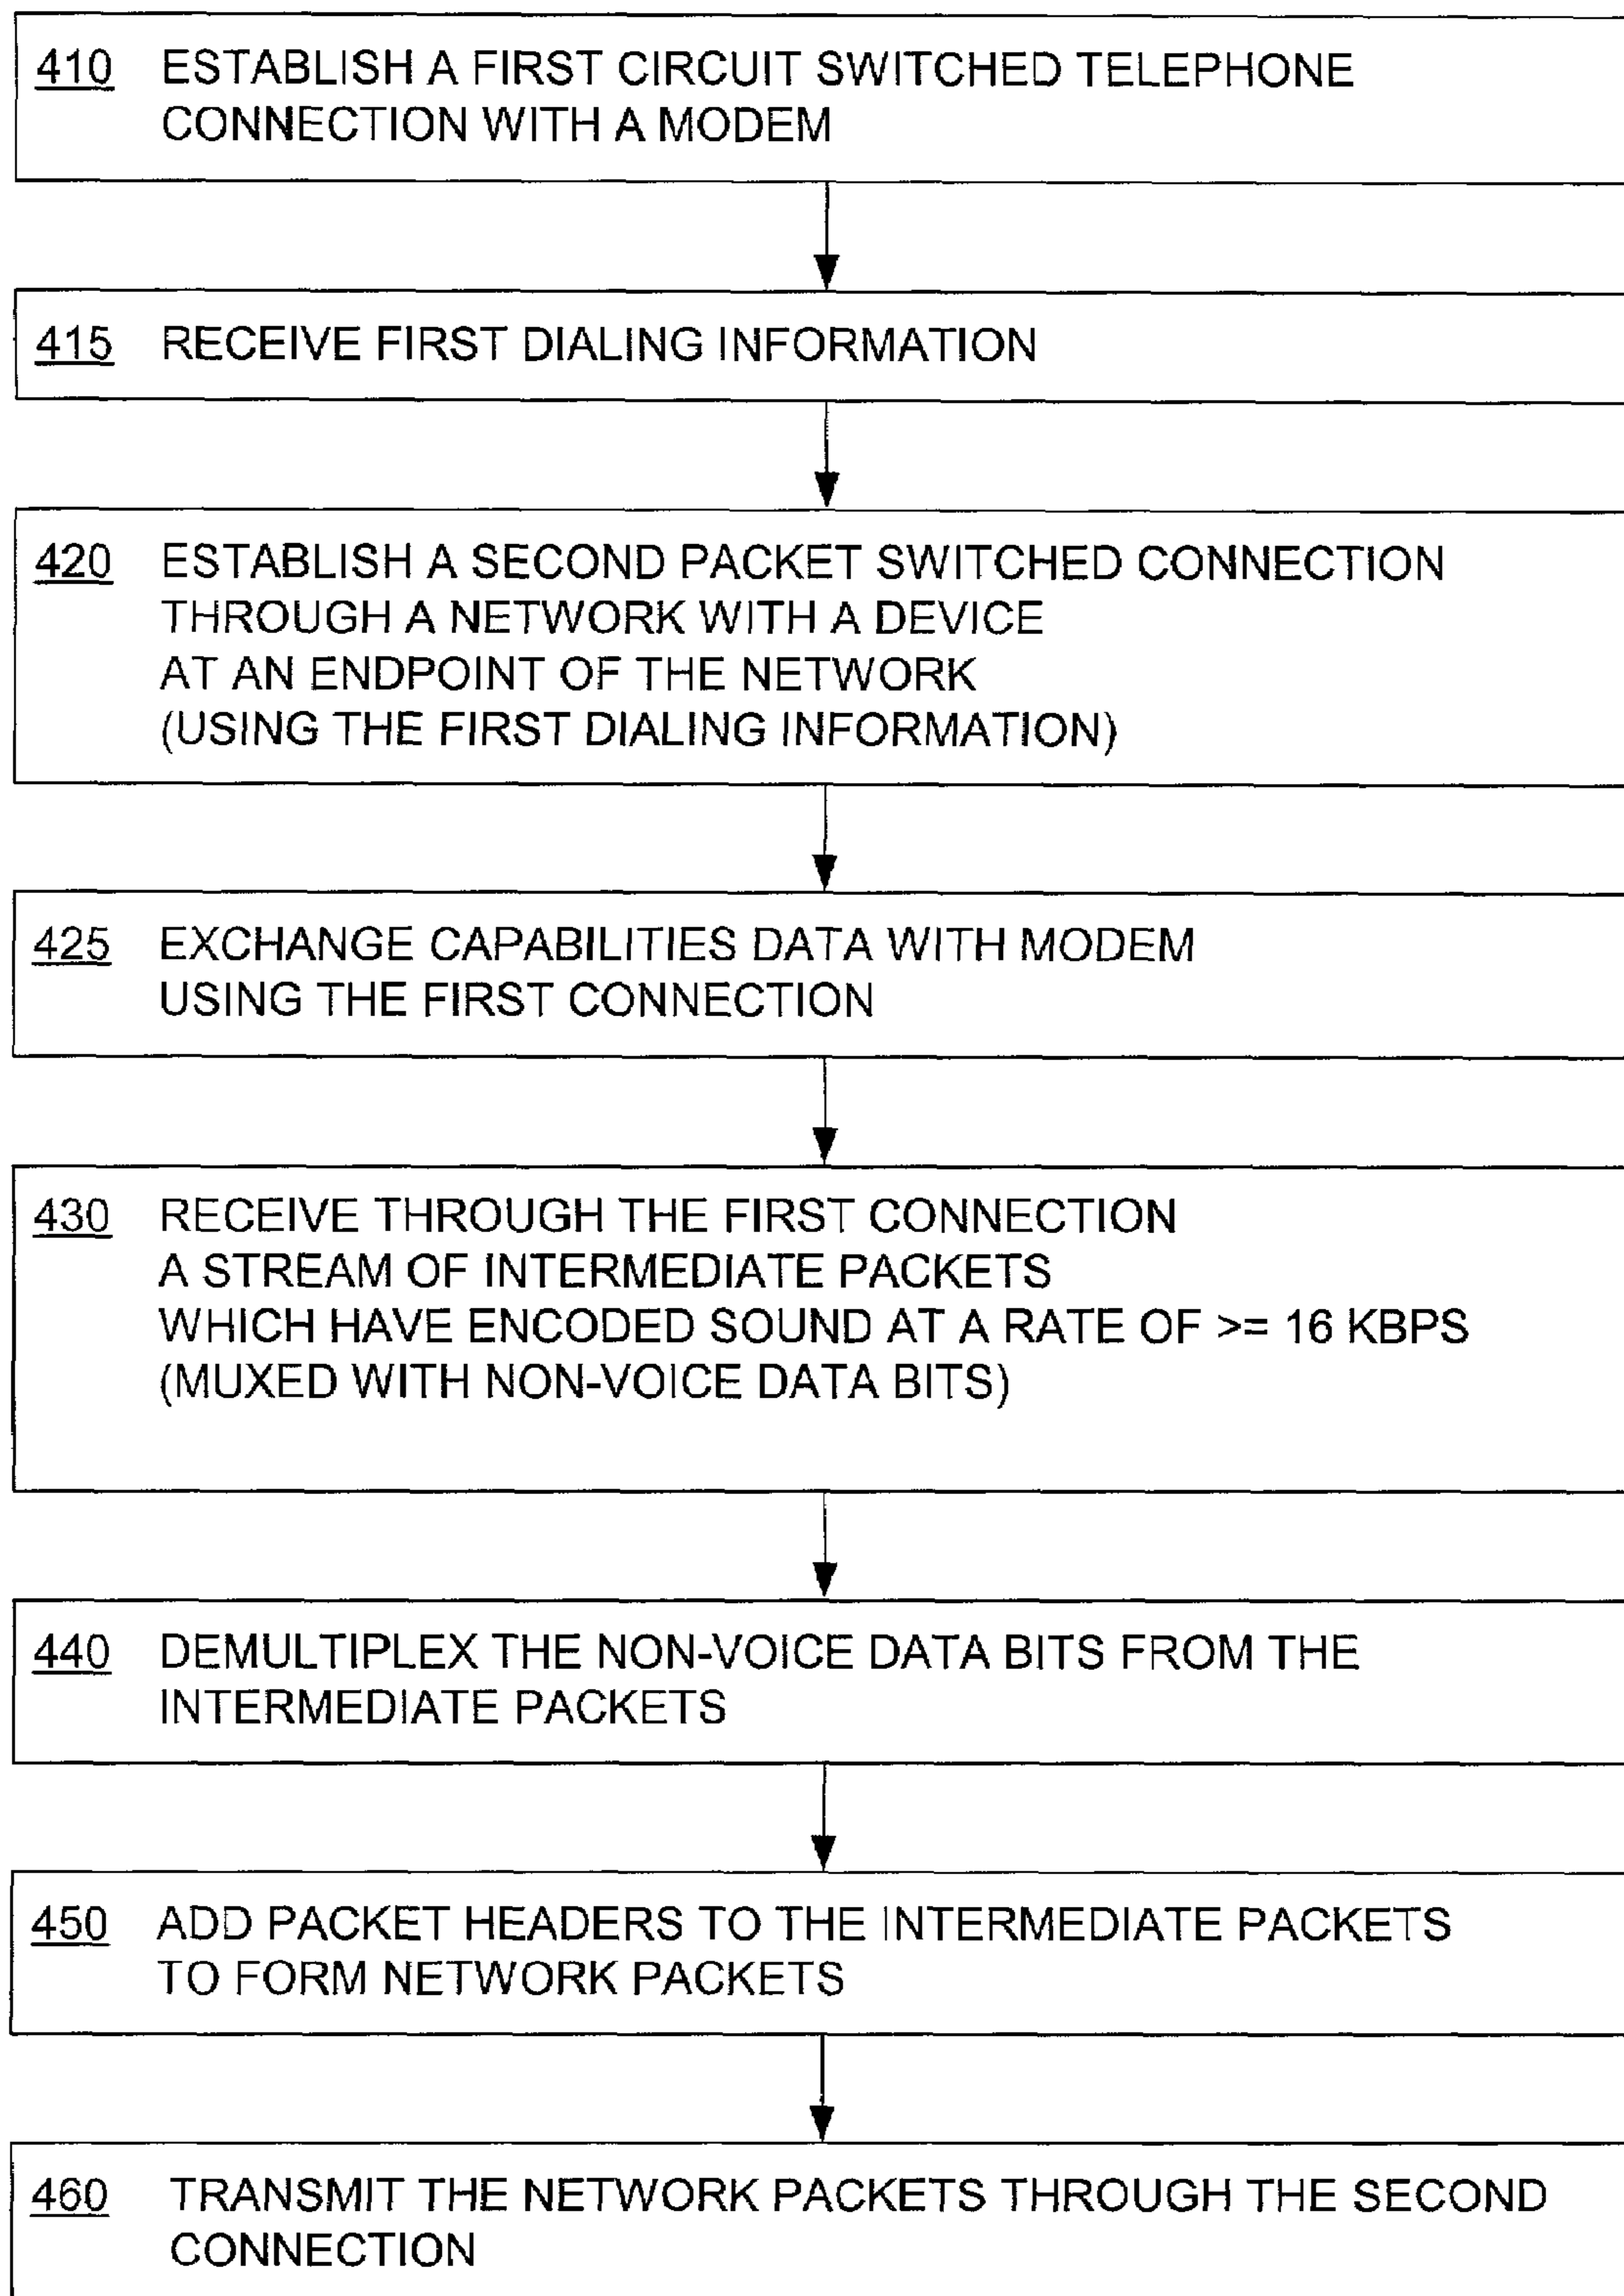 410 ESTABLISH A FIRST CIRCUIT SWITCHED TELEPHONE
CONNECTION WITH A MODEM
415 RECEIVE FIRST DIALING INFORMATION
420 ESTABLISH A SECOND PACKET SWITCHED CONNECTION
THROUGH A NETWORK WITH A DEVICE
AT AN ENDPOINT OF THE NETWORK
(USING THE FIRST DIALING INFORMATION)
425 EXCHANGE CAPABILITIES DATA WITH MODEM
USING THE FIRST CONNECTION
430 RECEIVE THROUGH THE FIRST CONNECTION
A STREAM OF INTERMEDIATE PACKETS
WHICH HAVE ENCODED SOUND AT A RATE OF >= 16 KBPS
(MUXED WITH NON-VOICE DATA BITS)
440 DEMULTIPLEX THE NON-VOICE DATA BITS FROM THE
INTERMEDIATE PACKETS
450 ADD PACKET HEADERS TO THE INTERMEDIATE PACKETS
TO FORM NETWORK PACKETS
460 TRANSMIT THE NETWORK PACKETS THROUGH THE SECOND
CONNECTION